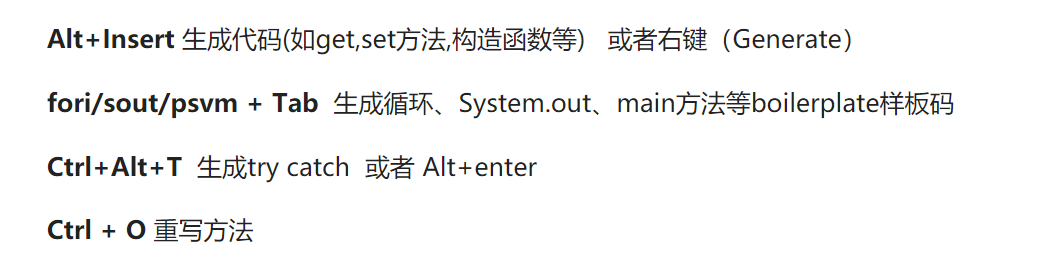 Alt+Insert 生成代码(如get,set方法,构造函数等)   或者右键（Generate）
fori/sout/psvm + Tab  生成循环、System.out、main方法等boilerplate样板码
Ctrl+Alt+T  生成try catch  或者 Alt+enter
Ctrl + O 重写方法